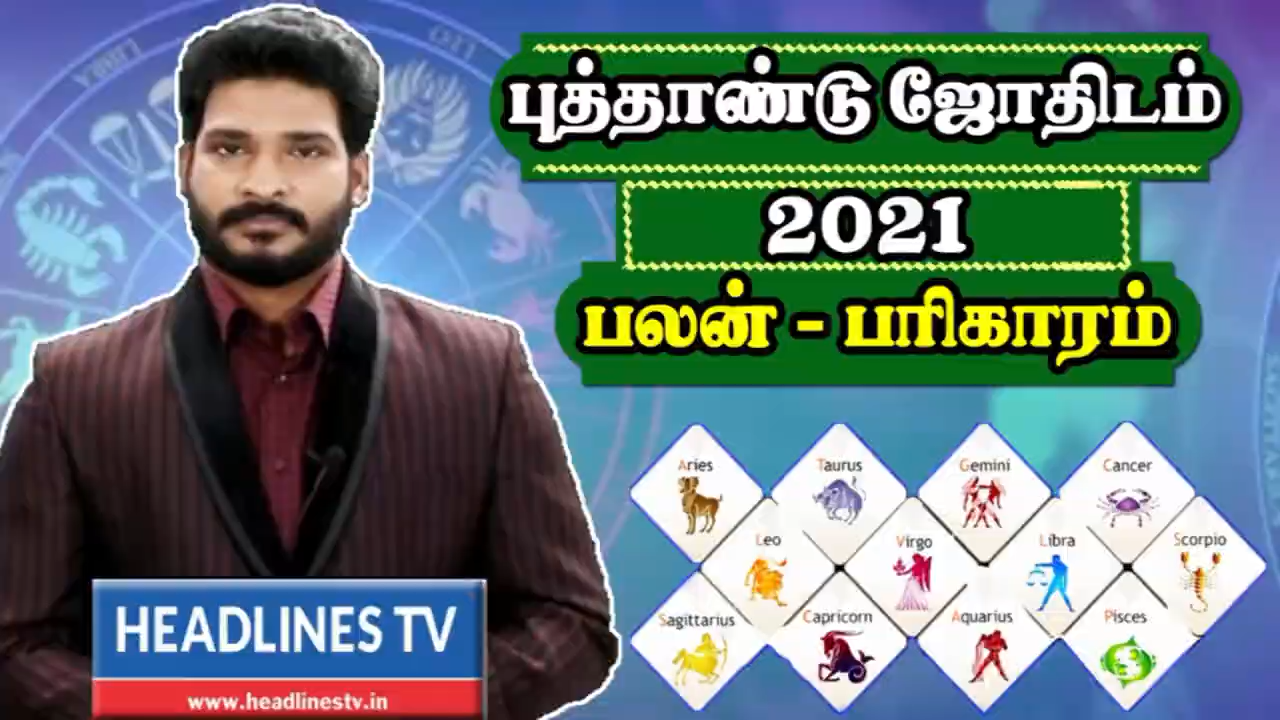 புத்தாண்டு ஜோதிடம்
2021
பலன் - பரிகாரம்
Aries
Taurus
Gemini
Cancer
Leo
Virgo
Libra
Scorpio
Sagittarius
Capricorn
Aquarius
Pisces
HEADLINES TV
www.headlinestv.in